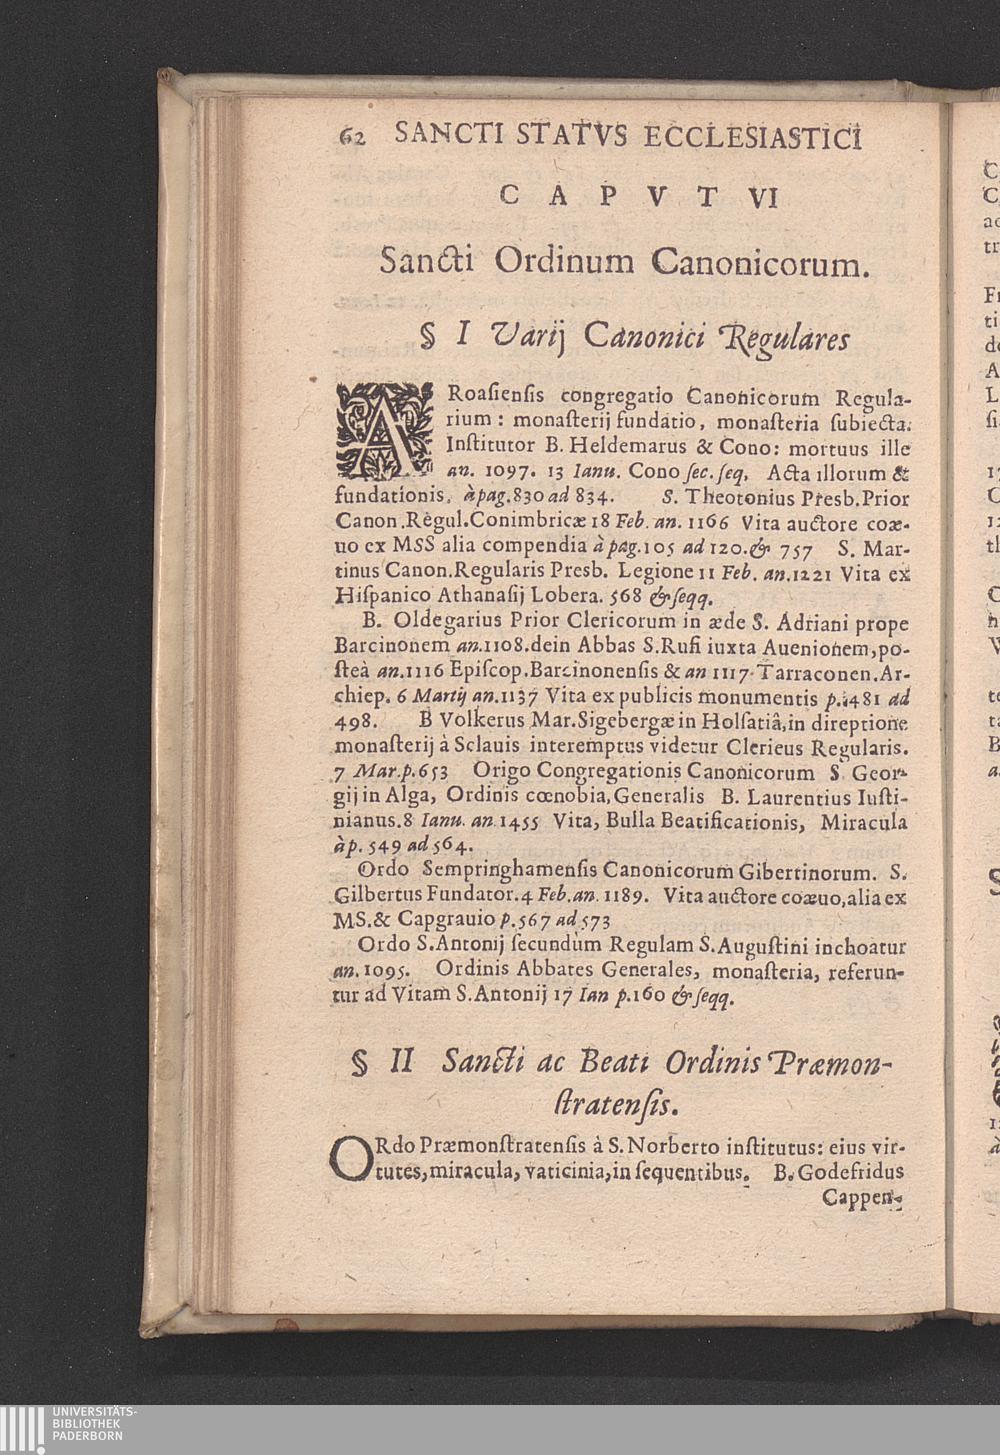 62 SANCTI STATVS ECCLESIASTICI
CAPVT VI
Sancti Ordinum Canonicorum.
§ I Varij Canonici Regulares
ARoasiensis congregatio Canonicorum Regula-
rium : monasterij fundatio, monasteria subiecta.
Institutor B. Heldemarus & Cono: mortuus ille
an. 1097. 13 Ianu. Cono sec. seq. Acta illorum &
fundationis, à pag. 830 ad 834. S. Theotonius Presb. Prior
Canon. Regul. Conimbricæ 18 Feb. an. 1166 Vita auctore coæ-
uo ex MSS alia compendia à pag. 105 ad 120. & 757 S. Mar-
tinus Canon. Regularis Presb. Legione 11 Feb. an. 1221 Vita ex
Hispanico Athanasij Lobera. 568 & seqq.
B. Oldegarius Prior Clericorum in æde S. Adriani prope
Barcinonem an. 1108. dein Abbas S. Rufi iuxta Auenionem, po-
steà an. 1116 Episcop. Barcinonensis & an 1117 Tarraconen. Ar-
chiep. 6 Martij an. 1137 Vita ex publicis monumentis p. 481 ad
498. B Volkerus Mar. Sigebergæ in Holsatiâ, in direptione
monasterij à Sclauis interemptus videtur Clerieus Regularis.
7 Mar. p. 653 Origo Congregationis Canonicorum S. Geor-
gij in Alga, Ordinis cœnobia, Generalis B. Laurentius Iusti-
nianus. 8 Ianu. an. 1455 Vita, Bulla Beatificationis, Miracula
à p. 549 ad 564.
Ordo Sempringhamensis Canonicorum Gibertinorum. S.
Gilbertus Fundator. 4 Feb. an. 1189. Vita auctore coæuo, alia ex
MS. & Capgrauio p. 567 ad 573
Ordo S. Antonij secundùm Regulam S. Augustini inchoatur
an. 1095. Ordinis Abbates Generales, monasteria, referun-
tur ad Vitam S. Antonij 17 Ian p. 160 & seqq.
§ II Sancti ac Beati Ordinis Præmon-
stratensis.
ORdo Præmonstratensis à S. Norberto institutus: eius vir-
tutes, miracula, vaticinia, in sequentibus. B. Godefridus
Cappen-
UNIVERSITÄTS-
BIBLIOTHEK
PADERBORN